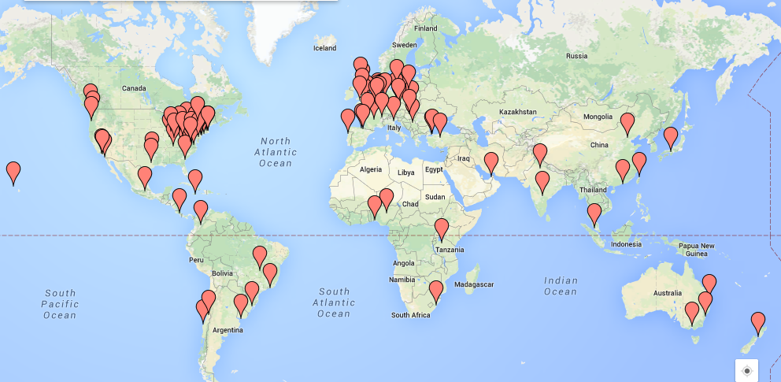 Iceland
Finland
Sweden
Russia
Canada
Kazakhstan
Mongolia
North
Atlantic
Ocean
Italy
China
Iraq
Algeria
Libya
Egypt
Thailand
Chad
Sudan
Indonesia
Papua New
Guinea
Tanzania
Peru
Bolivia
Angola
Namibia
Madagascar
Indian
Ocean
South
Pacific
Ocean
South
Atlantic
Ocean
Australia
South Africa
Argentina